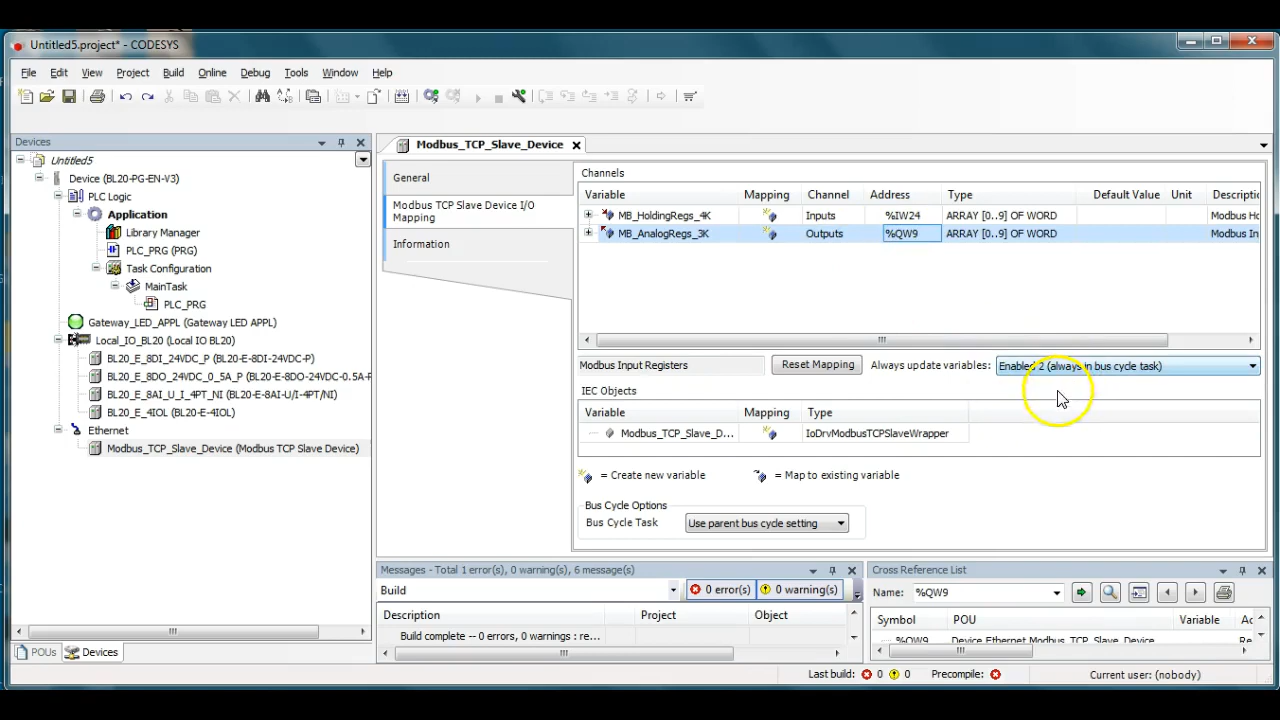 Untitled5.project* - CODESYS
File Edit View Project Build Online Debug Tools Window Help
Devices
Untitled5
Device (BL20-PG-EN-V3)
PLC Logic
Application
Library Manager
PLC_PRG (PRG)
Task Configuration
MainTask
PLC_PRG
Gateway_LED_APPL (Gateway LED APPL)
Local_IO_BL20 (Local IO BL20)
BL20_E_8DI_24VDC_P (BL20-E-8DI-24VDC-P)
BL20_E_8DO_24VDC_0_5A_P (BL20-E-8DO-24VDC-0.5A-P
BL20_E_8AI_U_I_4PT_NI (BL20-E-8AI-U/I-4PT/NI)
BL20_E_4IOL (BL20-E-4IOL)
Ethernet
Modbus_TCP_Slave_Device (Modbus TCP Slave Device)
POUs Devices
Modbus_TCP_Slave_Device
General
Modbus TCP Slave Device I/O
Mapping
Information
Channels
Variable Mapping Channel Address Type Default Value Unit Descriptio
MB_HoldingRegs_4K Inputs %IW24 ARRAY [0..9] OF WORD Modbus Ho
MB_AnalogRegs_3K Outputs %QW9 ARRAY [0..9] OF WORD Modbus In
Modbus Input Registers Reset Mapping Always update variables: Enabled 2 (always in bus cycle task)
IEC Objects
Variable Mapping Type
Modbus_TCP_Slave_D... IoDrvModbusTCPSlaveWrapper
= Create new variable = Map to existing variable
Bus Cycle Options
Bus Cycle Task Use parent bus cycle setting
Messages - Total 1 error(s), 0 warning(s), 6 message(s)
Build 0 error(s) 0 warning(s)
Description Project Object
Build complete -- 0 errors, 0 warnings : re...
Cross Reference List
Name: %QW9
Symbol POU Variable Ac
%QW9 Device.Ethernet.Modbus_TCP_Slave_Device Re
Last build: 0 0 Precompile: Current user: (nobody)